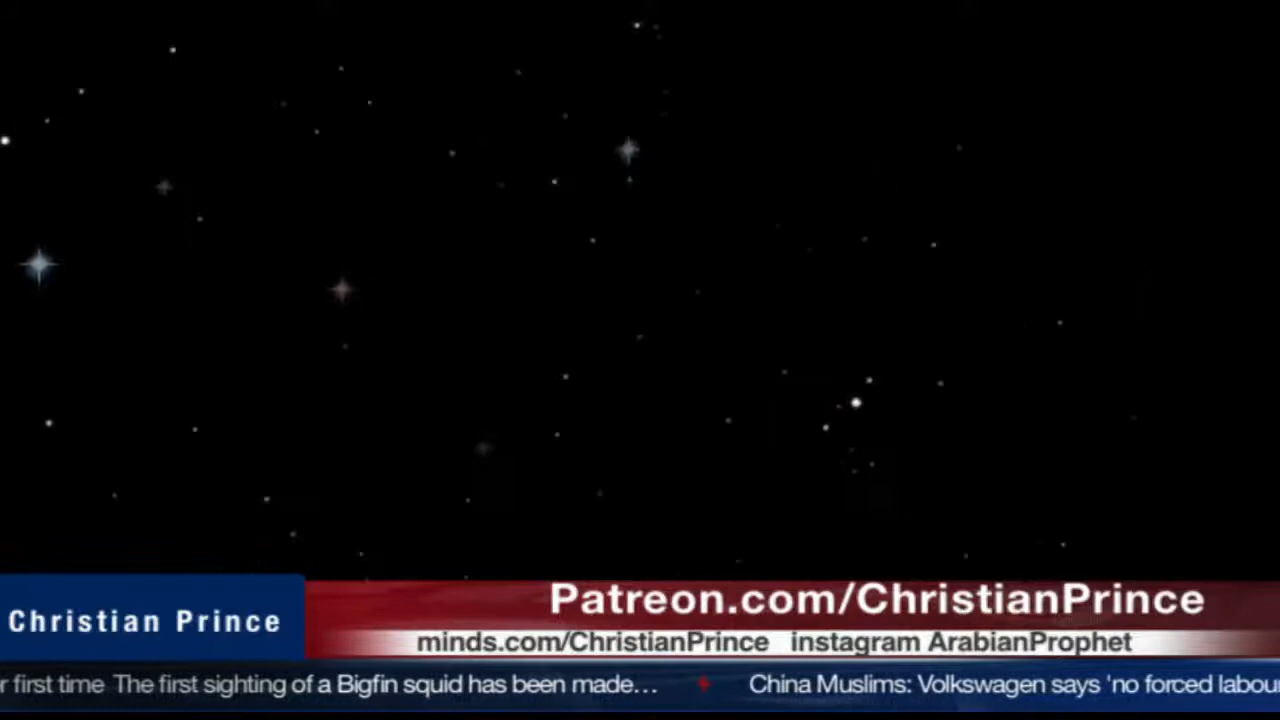 Patreon.com/ChristianPrince
Christian Prince
minds.com/ChristianPrince instagram ArabianProphet
r first time The first sighting of a Bigfin squid has been made... China Muslims: Volkswagen says 'no forced labou